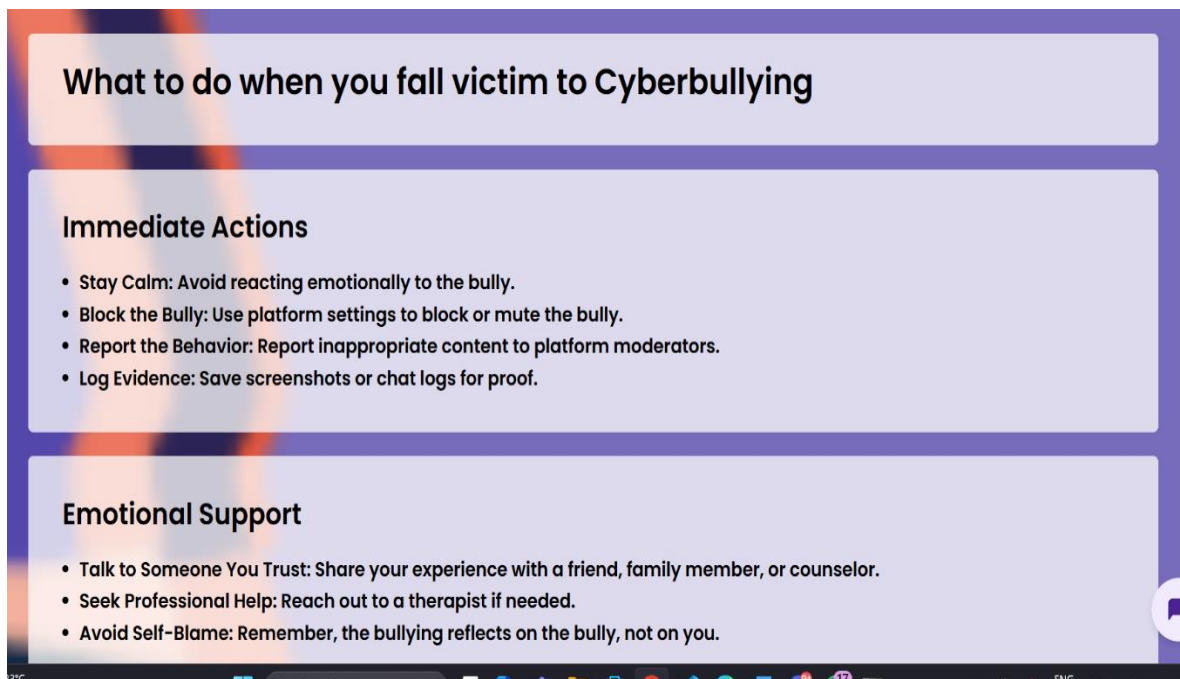 What to do when you fall victim to Cyberbullying
Immediate Actions
• Stay Calm: Avoid reacting emotionally to the bully.
• Block the Bully: Use platform settings to block or mute the bully.
• Report the Behavior: Report inappropriate content to platform moderators.
• Log Evidence: Save screenshots or chat logs for proof.
Emotional Support
• Talk to Someone You Trust: Share your experience with a friend, family member, or counselor.
• Seek Professional Help: Reach out to a therapist if needed.
• Avoid Self-Blame: Remember, the bullying reflects on the bully, not on you.
17
ENG